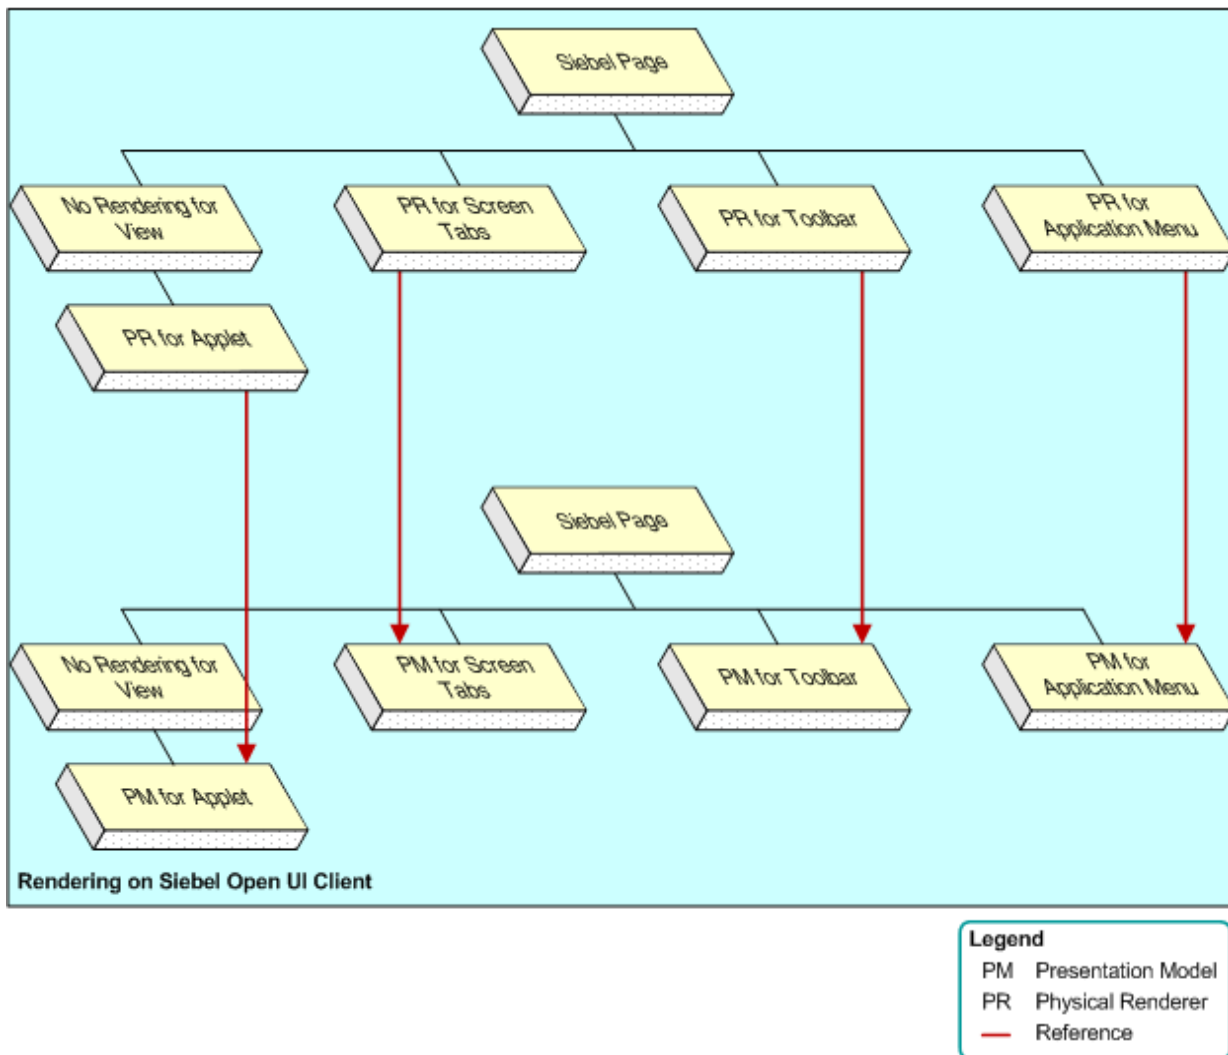 Siebel Page
No Rendering for
View
PR for Screen
Tabs
PR for Toolbar
PR for
Application Menu
PR for Applet
Siebel Page
No Rendering for
View
PM for Screen
Tabs
PM for Toolbar
PM for
Application Menu
PM for Applet
Rendering on Siebel Open UI Client
Legend
PM Presentation Model
PR Physical Renderer
Reference